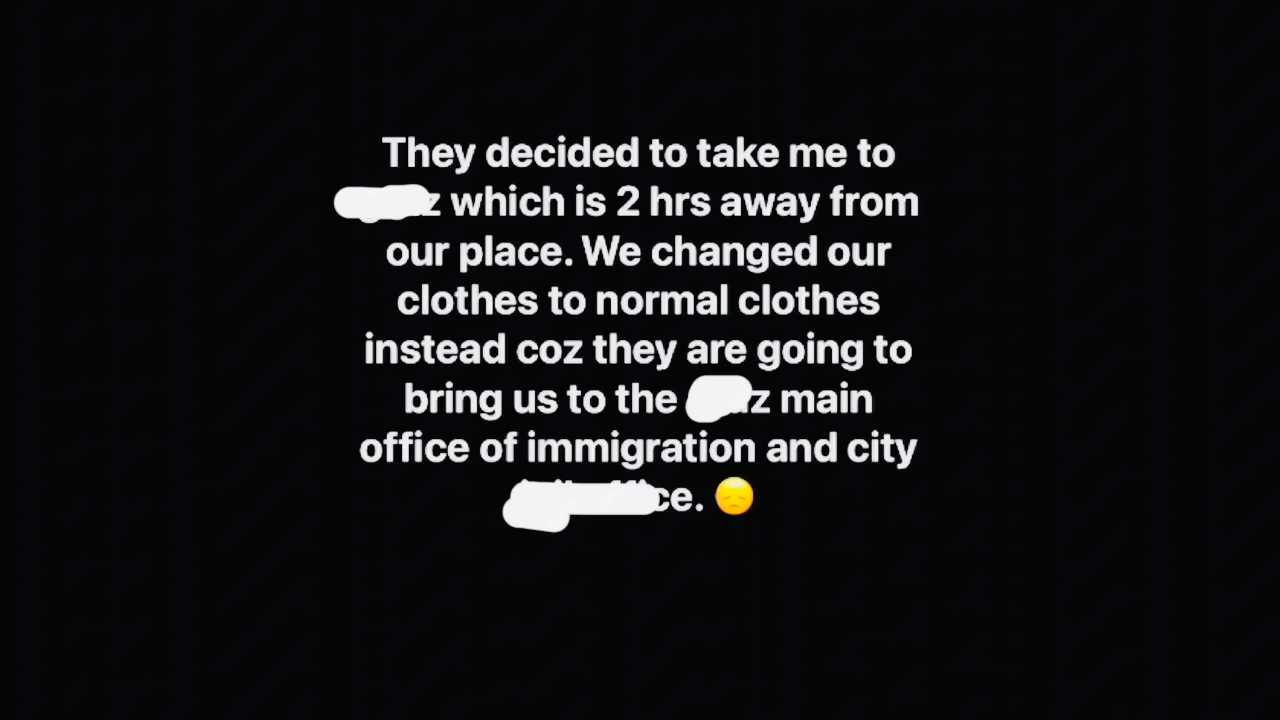 They decided to take me to
which is 2 hrs away from
our place. We changed our
clothes to normal clothes
instead coz they are going to
bring us to the main
office of immigration and city
😞